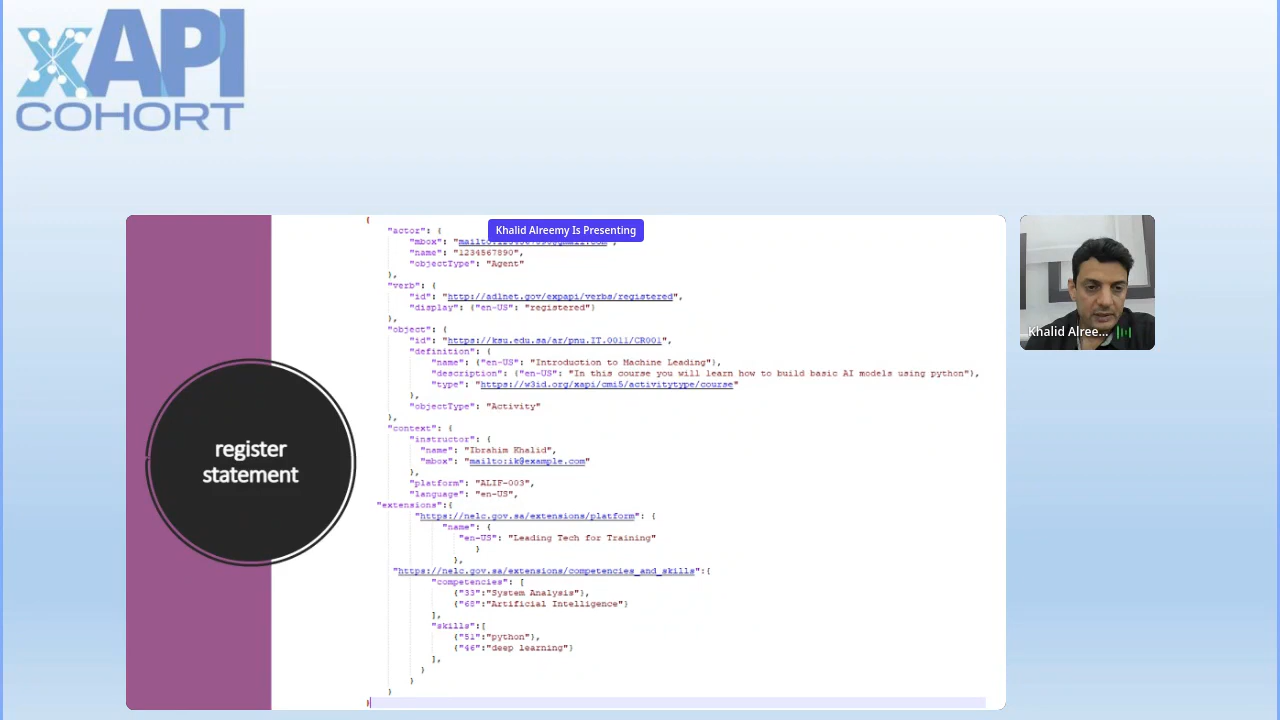 xAPI
COHORT
Khalid Alreemy Is Presenting
{
"actor": {
"mbox": "
"name": "1234567890",
"objectType": "Agent"
},
"verb": {
"id": "http://adlnet.gov/expapi/verbs/registered",
"display": {"en-US": "registered"}
},
"object": {
"id": "https://ksu.edu.sa/ar/pnu.IT.0011/CR001",
"definition": {
"name": {"en-US": "Introduction to Machine Leading"},
"description": {"en-US": "In this course you will learn how to build basic AI models using python"},
"type": "https://w3id.org/xapi/cmi5/activitytype/course"
},
"objectType": "Activity"
},
"context": {
"instructor": {
"name": "Ibrahim Khalid",
"mbox": "mailto:ik@example.com"
},
"platform": "ALIF-003",
"language": "en-US",
"extensions":{
"https://nelc.gov.sa/extensions/platform": {
"name": {
"en-US": "Leading Tech for Training"
}
},
"https://nelc.gov.sa/extensions/competencies_and_skills":{
"competencies": [
{"33":"System Analysis"},
{"68":"Artificial Intelligence"}
],
"skills":[
{"51":"python"},
{"46":"deep learning"}
],
}
}
}
}
register
statement
Khalid Alree...